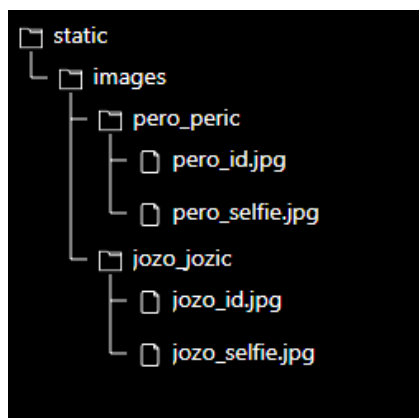 static
images
pero_peric
pero_id.jpg
pero_selfie.jpg
jozo_jozic
jozo_id.jpg
jozo_selfie.jpg